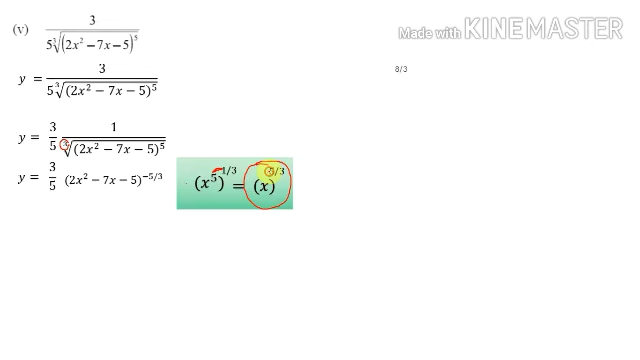 (v) 3 / 5∛(2x² − 7x − 5)⁵
Made with KINEMASTER
y = 3 / 5∛(2x² − 7x − 5)⁵
8/3
y = 3/5 1 / ∛(2x² − 7x − 5)⁵
y = 3/5 (2x² − 7x − 5)^−5/3
(x⁵)^1/3 = (x)^5/3